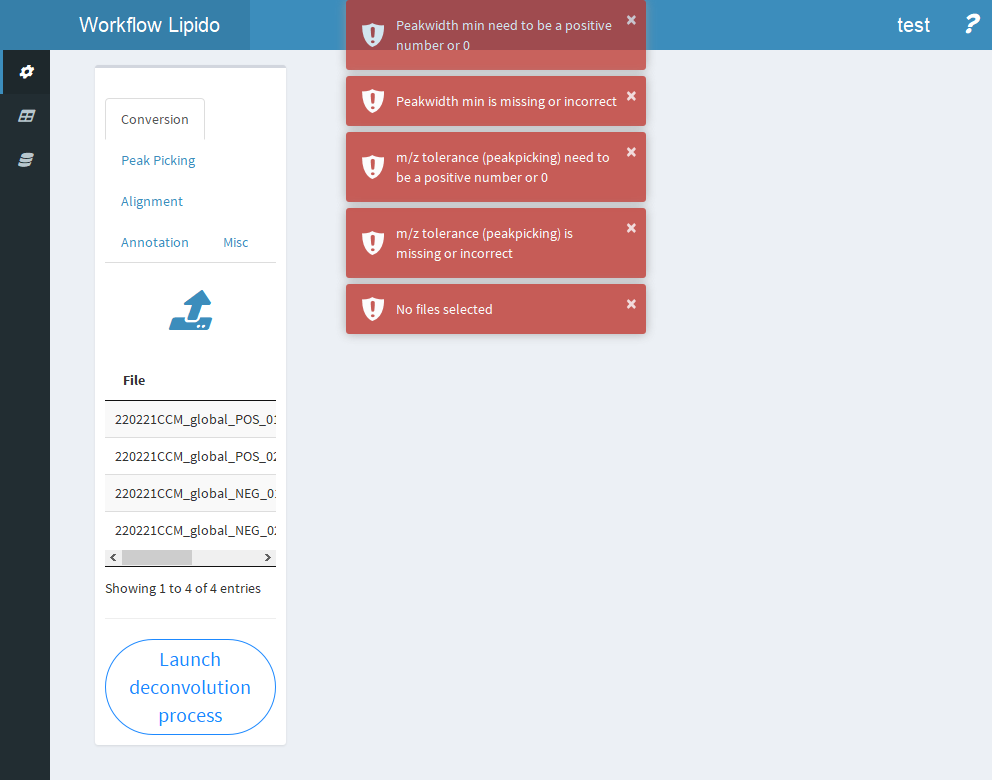 Workflow Lipido
test
?
Peakwidth min need to be a positive
number or 0
×
Peakwidth min is missing or incorrect
×
m/z tolerance (peakpicking) need to
be a positive number or 0
×
m/z tolerance (peakpicking) is
missing or incorrect
×
No files selected
×
Conversion
Peak Picking
Alignment
Annotation Misc
File
220221CCM_global_POS_01
220221CCM_global_POS_02
220221CCM_global_NEG_0
220221CCM_global_NEG_0
Showing 1 to 4 of 4 entries
Launch
deconvolution
process